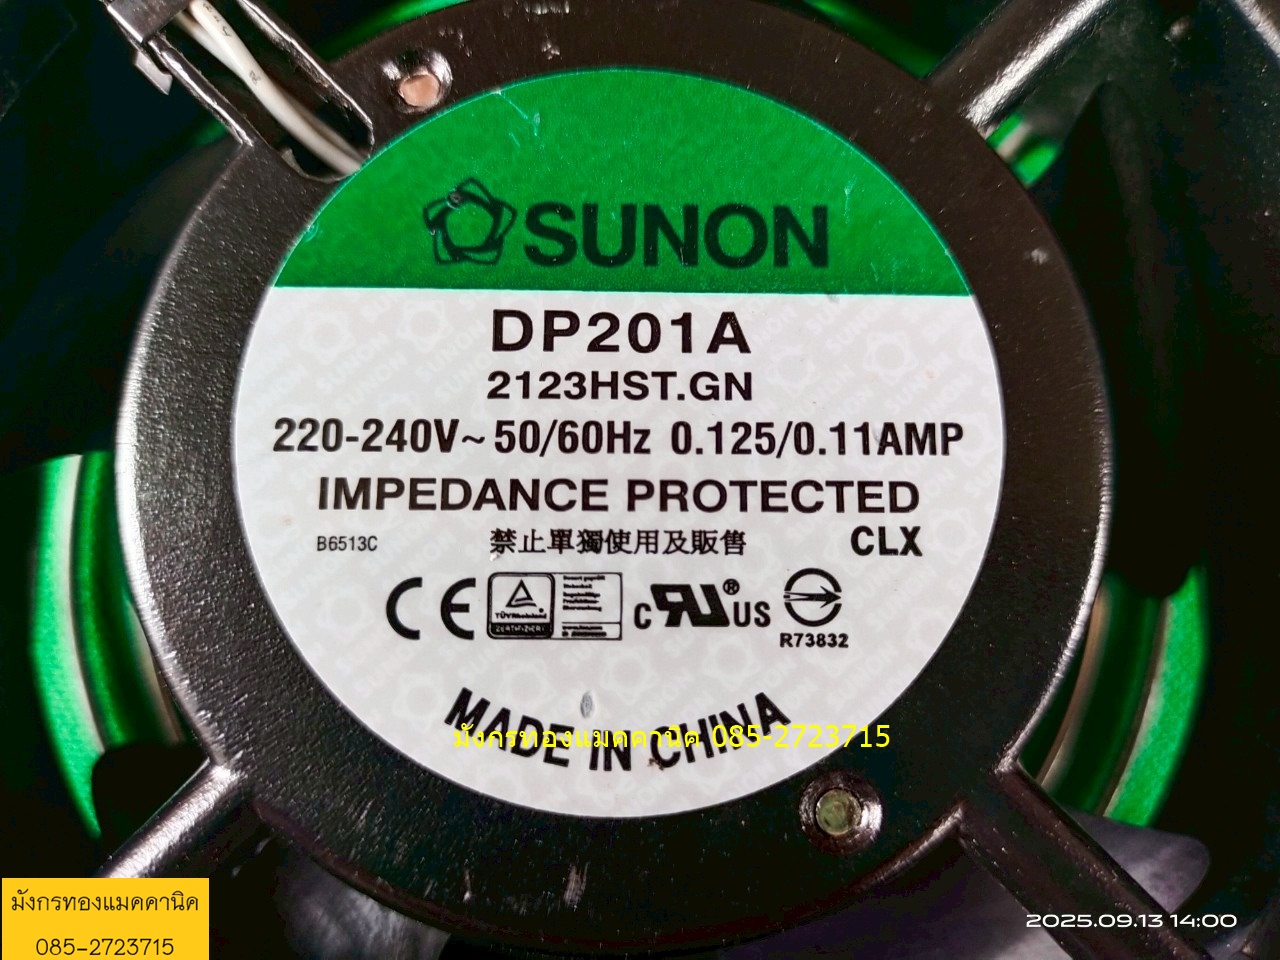 SUNON
DP201A
2123HST.GN
220-240V~ 50/60Hz 0.125/0.11AMP
IMPEDANCE PROTECTED
B6513C 禁止單獨使用及販售 CLX
CE TÜVRheinland c US ®
R73832
MADE IN CHINA
มังกรทองแมคคานิค 085-2723715
มังกรทองแมคคานิค
085-2723715
2025.09.13 14:00